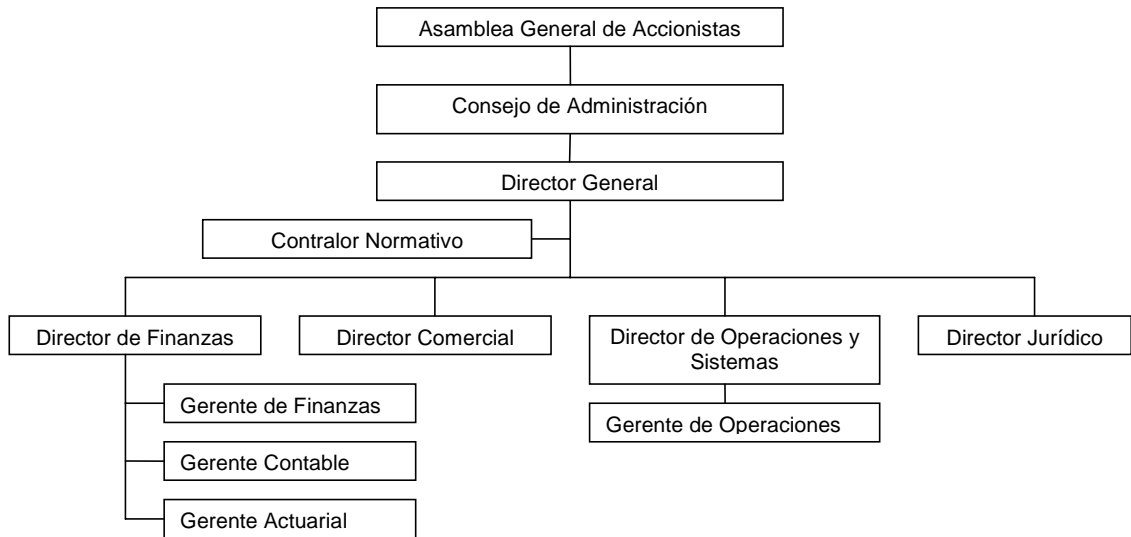 Asamblea General de Accionistas
Consejo de Administración
Director General
Contralor Normativo
Director de Finanzas
Director Comercial
Director de Operaciones y
Sistemas
Director Jurídico
Gerente de Finanzas
Gerente de Operaciones
Gerente Contable
Gerente Actuarial